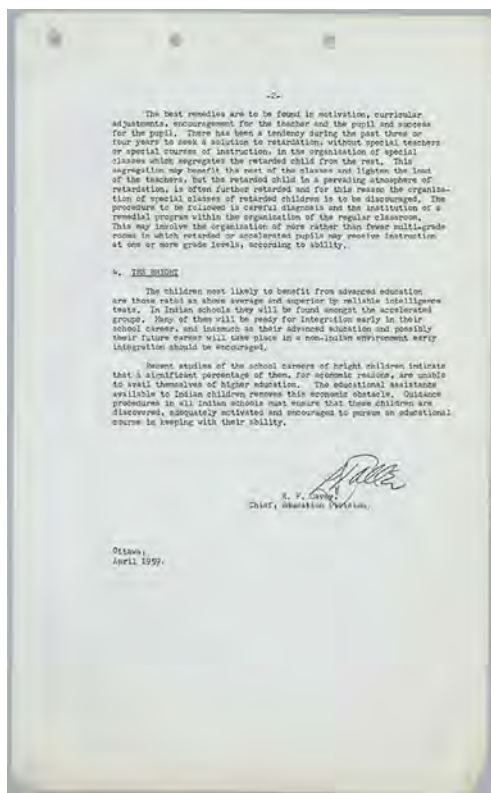 -2-
The best remedies are to be found in motivation, curricular
adjustments, encouragement for the teacher and the pupil and success
for the pupil. There has been a tendency during the past three or
four years to seek a solution to retardation, without special teachers
or special courses of instruction, in the organization of special
classes which segregates the retarded child from the rest. This
segregation may benefit the rest of the classes and lighten the load
of the teachers, but the retarded child in a pervading atmosphere of
retardation, is often further retarded and for this reason the organiza-
tion of special classes of retarded children is to be discouraged. The
procedure to be followed is careful diagnosis and the institution of a
remedial program within the organization of the regular classroom.
This may involve the organization of more rather than fewer multi-grade
rooms in which retarded or accelerated pupils may receive instruction
at one or more grade levels, according to ability.
4. THE BRIGHT
The children most likely to benefit from advanced education
are those rated as above average and superior by reliable intelligence
tests. In Indian schools they will be found amongst the accelerated
groups. Many of them will be ready for integration early in their
school career, and inasmuch as their advanced education and possibly
their future career will take place in a non-Indian environment early
integration should be encouraged.
Recent studies of the school careers of bright children indicate
that a significant percentage of them, for economic reasons, are unable
to avail themselves of higher education. The educational assistance
available to Indian children removes this economic obstacle. Guidance
procedures in all Indian schools must ensure that these children are
discovered, adequately motivated and encouraged to pursue an educational
course in keeping with their ability.
R. F. Davey,
Chief, Education Division.
Ottawa,
April 1959.